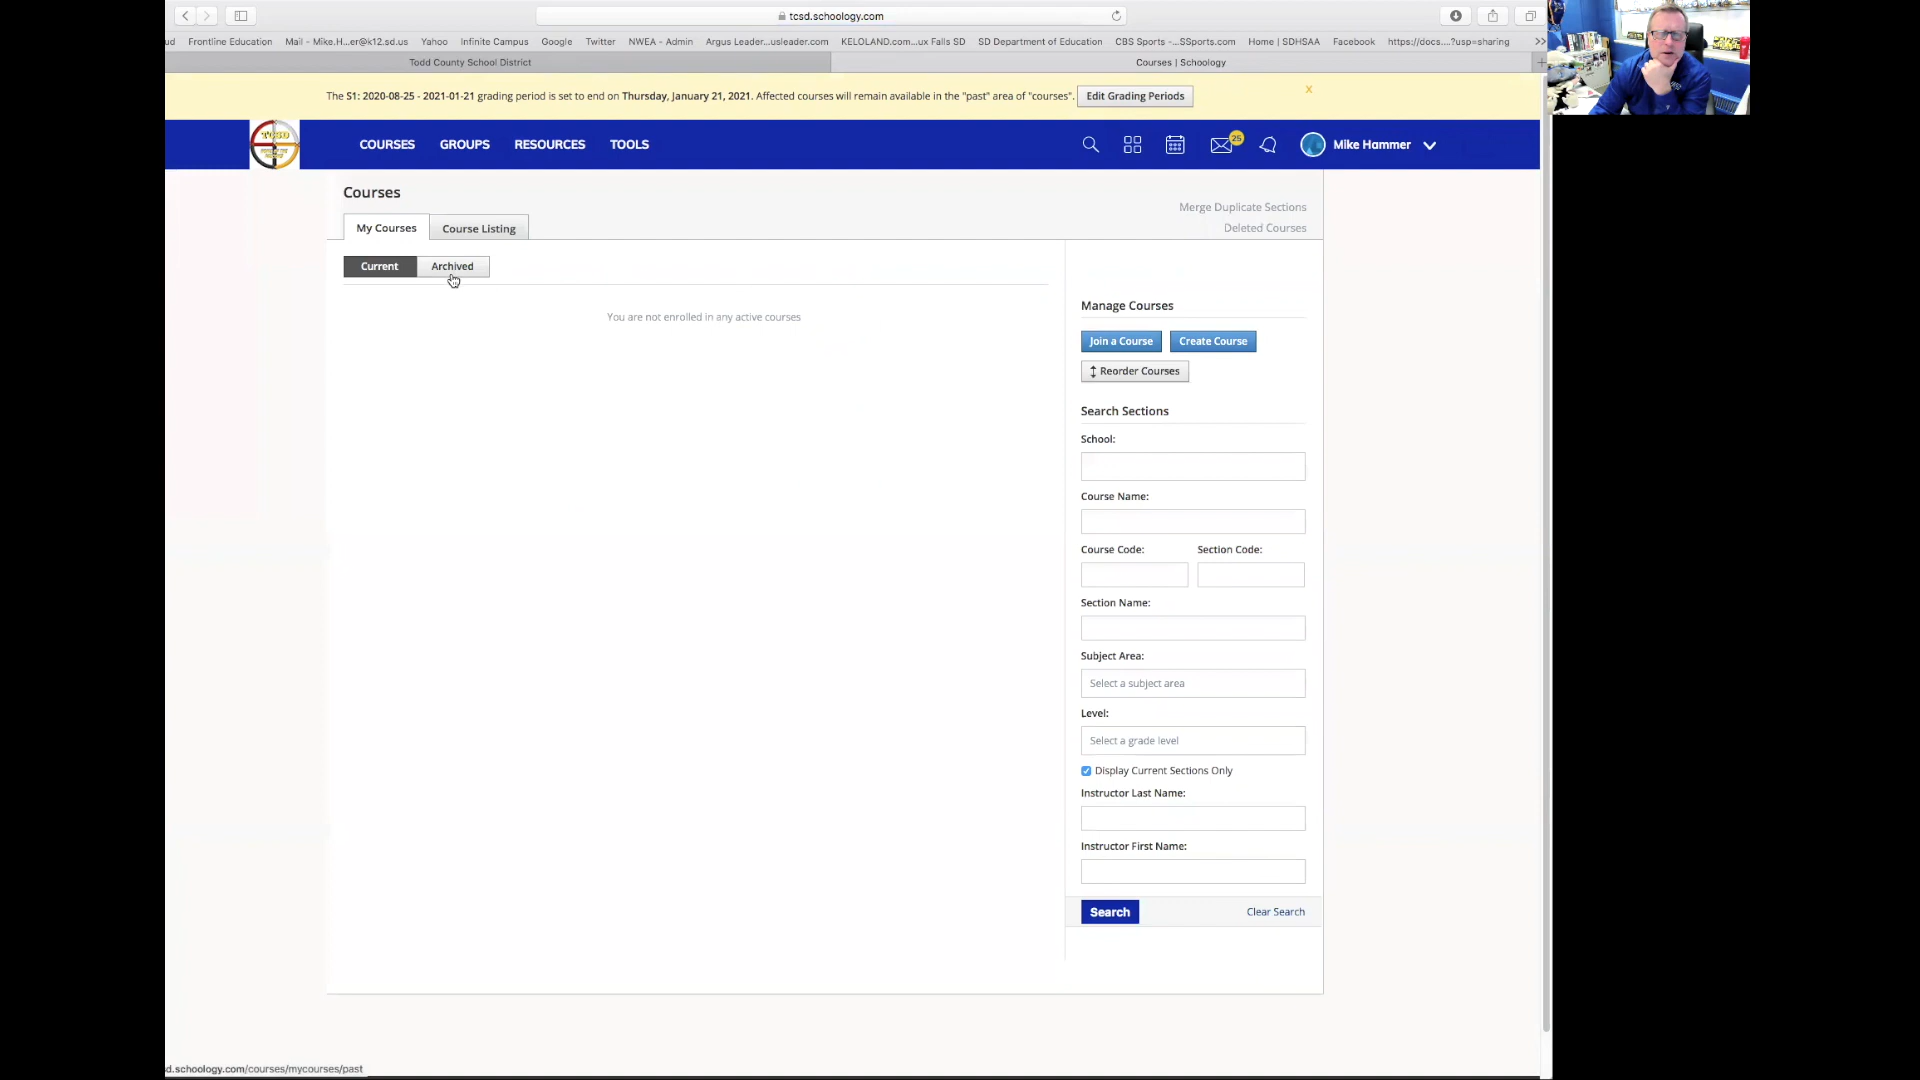 tcsd.schoology.com
ud Frontline Education Mail - Mike.H...er@k12.sd.us Yahoo Infinite Campus Google Twitter NWEA - Admin Argus Leader...usleader.com KELOLAND.com...ux Falls SD SD Department of Education CBS Sports -...SSports.com Home | SDHSAA Facebook https://docs....?usp=sharing >>
Todd County School District Courses | Schoology
The S1: 2020-08-25 - 2021-01-21 grading period is set to end on Thursday, January 21, 2021. Affected courses will remain available in the "past" area of "courses". Edit Grading Periods x
TCSD COURSES GROUPS RESOURCES TOOLS 25 Mike Hammer
Courses
Merge Duplicate Sections
Deleted Courses
My Courses Course Listing
Current Archived
You are not enrolled in any active courses
Manage Courses
Join a Course Create Course
Reorder Courses
Search Sections
School:
Course Name:
Course Code: Section Code:
Section Name:
Subject Area:
Select a subject area
Level:
Select a grade level
Display Current Sections Only
Instructor Last Name:
Instructor First Name:
Search Clear Search
d.schoology.com/courses/mycourses/past